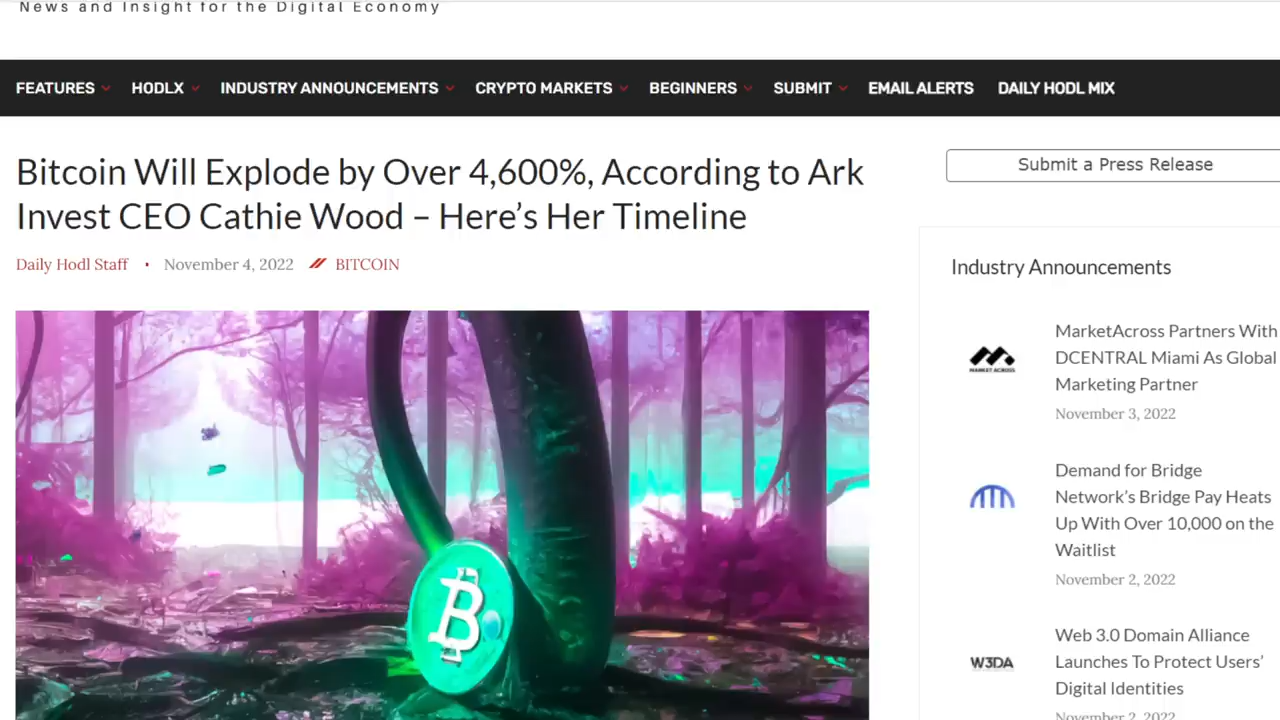 News and Insight for the Digital Economy
FEATURES HODLX INDUSTRY ANNOUNCEMENTS CRYPTO MARKETS BEGINNERS SUBMIT EMAIL ALERTS DAILY HODL MIX
Bitcoin Will Explode by Over 4,600%, According to Ark
Invest CEO Cathie Wood – Here’s Her Timeline
Daily Hodl Staff • November 4, 2022 BITCOIN
Submit a Press Release
Industry Announcements
MARKET ACROSS
MarketAcross Partners With
DCENTRAL Miami As Global
Marketing Partner
November 3, 2022
Demand for Bridge
Network’s Bridge Pay Heats
Up With Over 10,000 on the
Waitlist
November 2, 2022
W3DA
Web 3.0 Domain Alliance
Launches To Protect Users’
Digital Identities
November 2, 2022